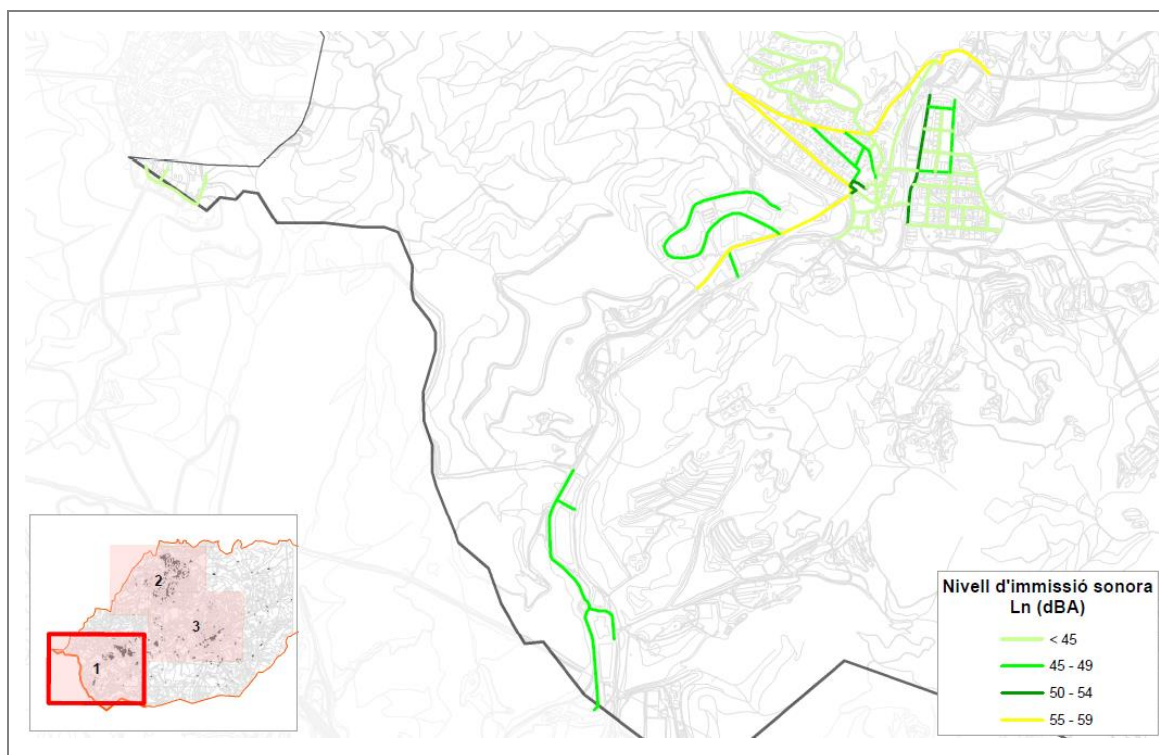 2
3
1
Nivell d'immissió sonora
Ln (dBA)
< 45
45 - 49
50 - 54
55 - 59